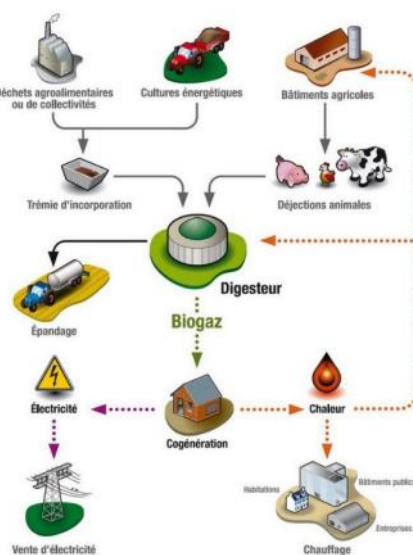 échets agroalimentaires
ou de collectivités
Cultures énergétiques
Bâtiments agricoles
Trémie d'incorporation
Déjections animales
Digesteur
Épandage
Biogaz
Électricité
Cogénération
Chaleur
Habitations
Bâtiments publics
Entreprises
Vente d'électricité
Chauffage